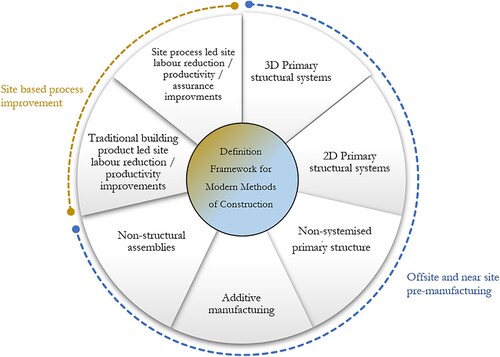 Site process led site
labour reduction /
productivity /
assurance improvments
3D Primary
structural systems
Site based process
improvement
Traditional building
product led site
labour reduction /
productivity
improvements
Definition
Framework for
Modern Methods
of Construction
2D Primary
structural systems
Non-structural
assemblies
Non-systemised
primary structure
Additive
manufacturing
Offsite and near site
pre-manufacturing